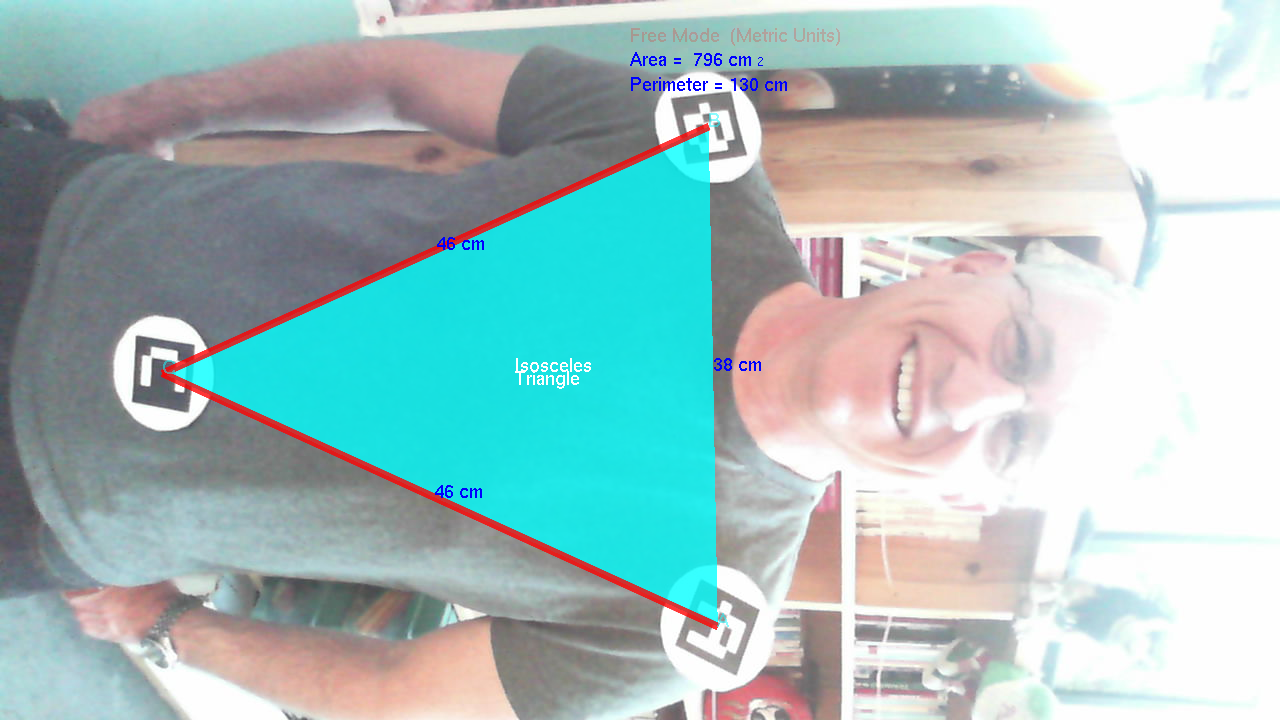 Free Mode (Metric Units)
Area = 796 cm 2
Perimeter = 130 cm
46 cm
Isosceles
Triangle
38 cm
46 cm